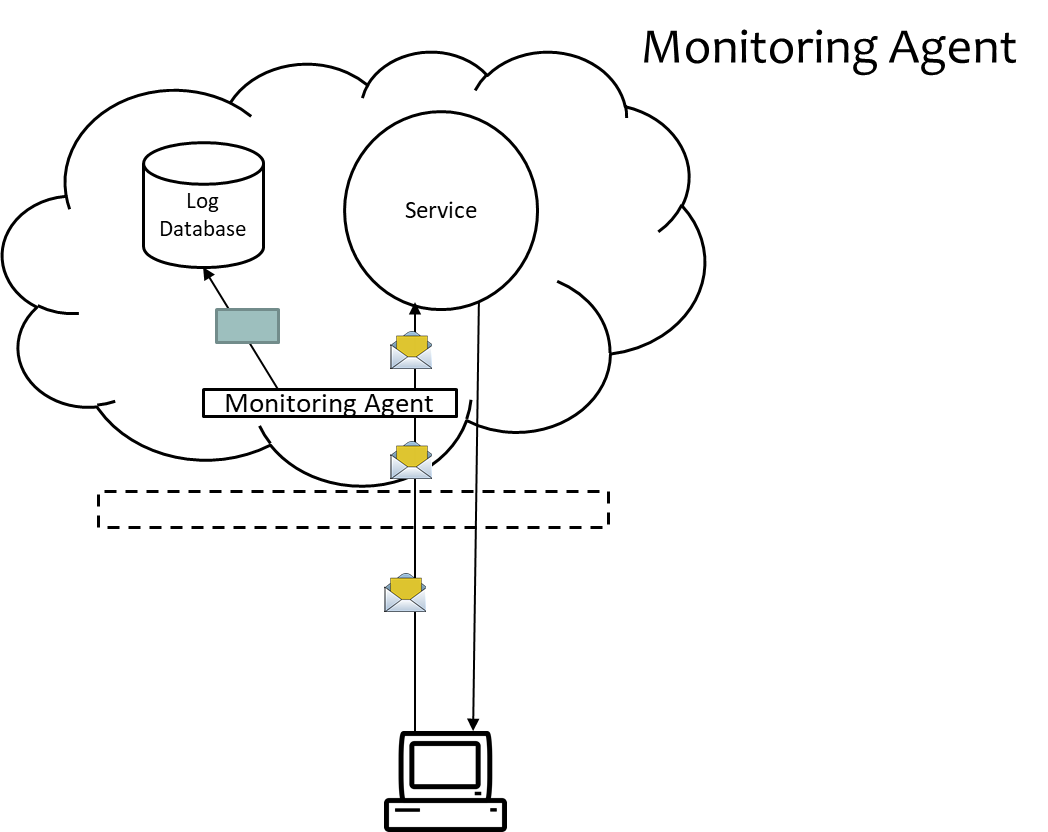 Monitoring Agent
Log
Database
Service
Monitoring Agent